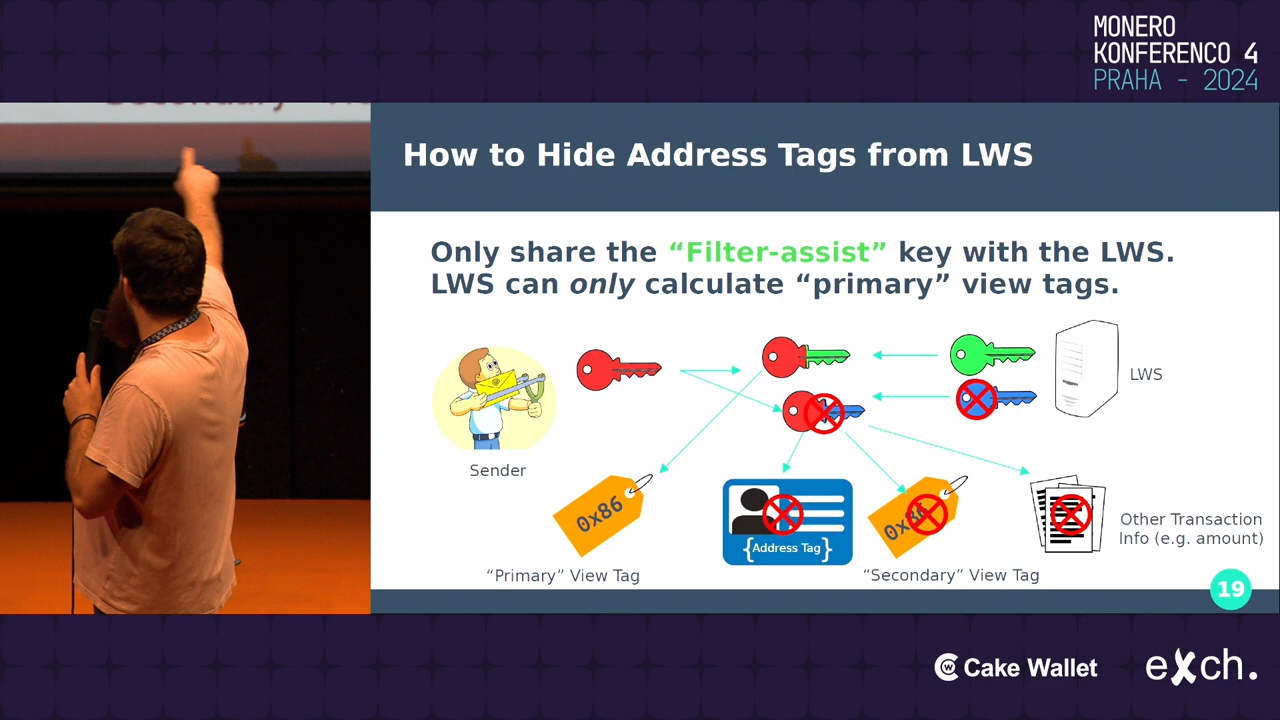 MONERO
KONFERENCO 4
PRAHA - 2024
How to Hide Address Tags from LWS
Only share the “Filter-assist” key with the LWS.
LWS can only calculate “primary” view tags.
LWS
Sender
0x86
{Address Tag}
Other Transaction
Info (e.g. amount)
“Primary” View Tag
“Secondary” View Tag
19
Cake Wallet
eXch.